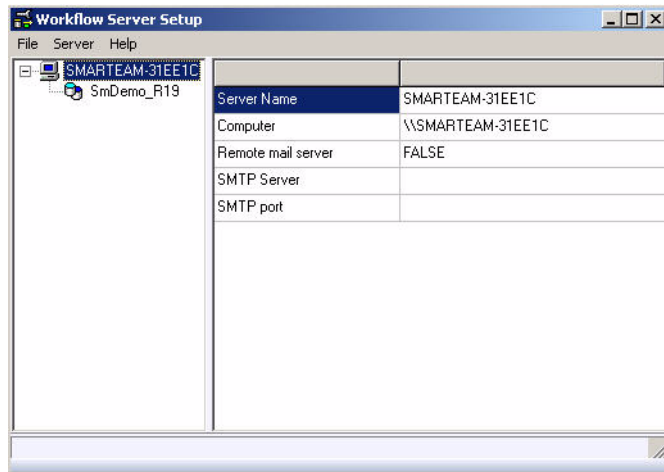 Workflow Server Setup
File Server Help
SMARTEAM-31EE1C
SmDemo_R19
Server Name SMARTEAM-31EE1C
Computer \\SMARTEAM-31EE1C
Remote mail server FALSE
SMTP Server
SMTP port